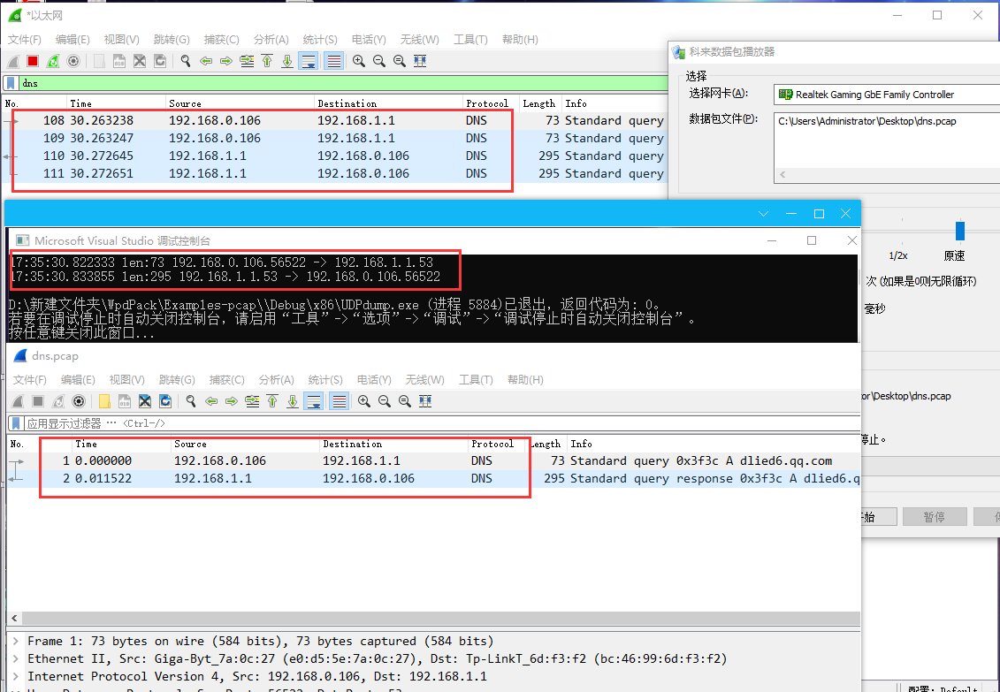 *以太网
文件(F) 编辑(E) 视图(V) 跳转(G) 捕获(C) 分析(A) 统计(S) 电话(Y) 无线(W) 工具(T) 帮助(H)
dns
No. Time Source Destination Protocol Length Info
108 30.263238 192.168.0.106 192.168.1.1 DNS 73 Standard query
109 30.263247 192.168.0.106 192.168.1.1 DNS 73 Standard query
110 30.272645 192.168.1.1 192.168.0.106 DNS 295 Standard query
111 30.272651 192.168.1.1 192.168.0.106 DNS 295 Standard query
科来数据包播放器
选择
选择网卡(A): Realtek Gaming GbE Family Controller
数据包文件(P): C:\Users\Administrator\Desktop\dns.pcap
1/2x 原速
次 (如果是0则无限循环)
毫秒
or\Desktop\dns.pcap
停止。
始 暂停
Microsoft Visual Studio 调试控制台
17:35:30.822333 len:73 192.168.0.106.56522 -> 192.168.1.1.53
17:35:30.833855 len:295 192.168.1.1.53 -> 192.168.0.106.56522
D:\新建文件夹\WpdPack\Examples-pcap\\Debug\x86\UDPdump.exe (进程 5884)已退出，返回代码为: 0。
若要在调试停止时自动关闭控制台，请启用“工具”->“选项”->“调试”->“调试停止时自动关闭控制台”。
按任意键关闭此窗口...
dns.pcap
文件(F) 编辑(E) 视图(V) 跳转(G) 捕获(C) 分析(A) 统计(S) 电话(Y) 无线(W) 工具(T) 帮助(H)
应用显示过滤器 … <Ctrl-/>
No. Time Source Destination Protocol Length Info
1 0.000000 192.168.0.106 192.168.1.1 DNS 73 Standard query 0x3f3c A dlied6.qq.com
2 0.011522 192.168.1.1 192.168.0.106 DNS 295 Standard query response 0x3f3c A dlied6.q
Frame 1: 73 bytes on wire (584 bits), 73 bytes captured (584 bits)
Ethernet II, Src: Giga-Byt_7a:0c:27 (e0:d5:5e:7a:0c:27), Dst: Tp-LinkT_6d:f3:f2 (bc:46:99:6d:f3:f2)
Internet Protocol Version 4, Src: 192.168.0.106, Dst: 192.168.1.1
配置: Default